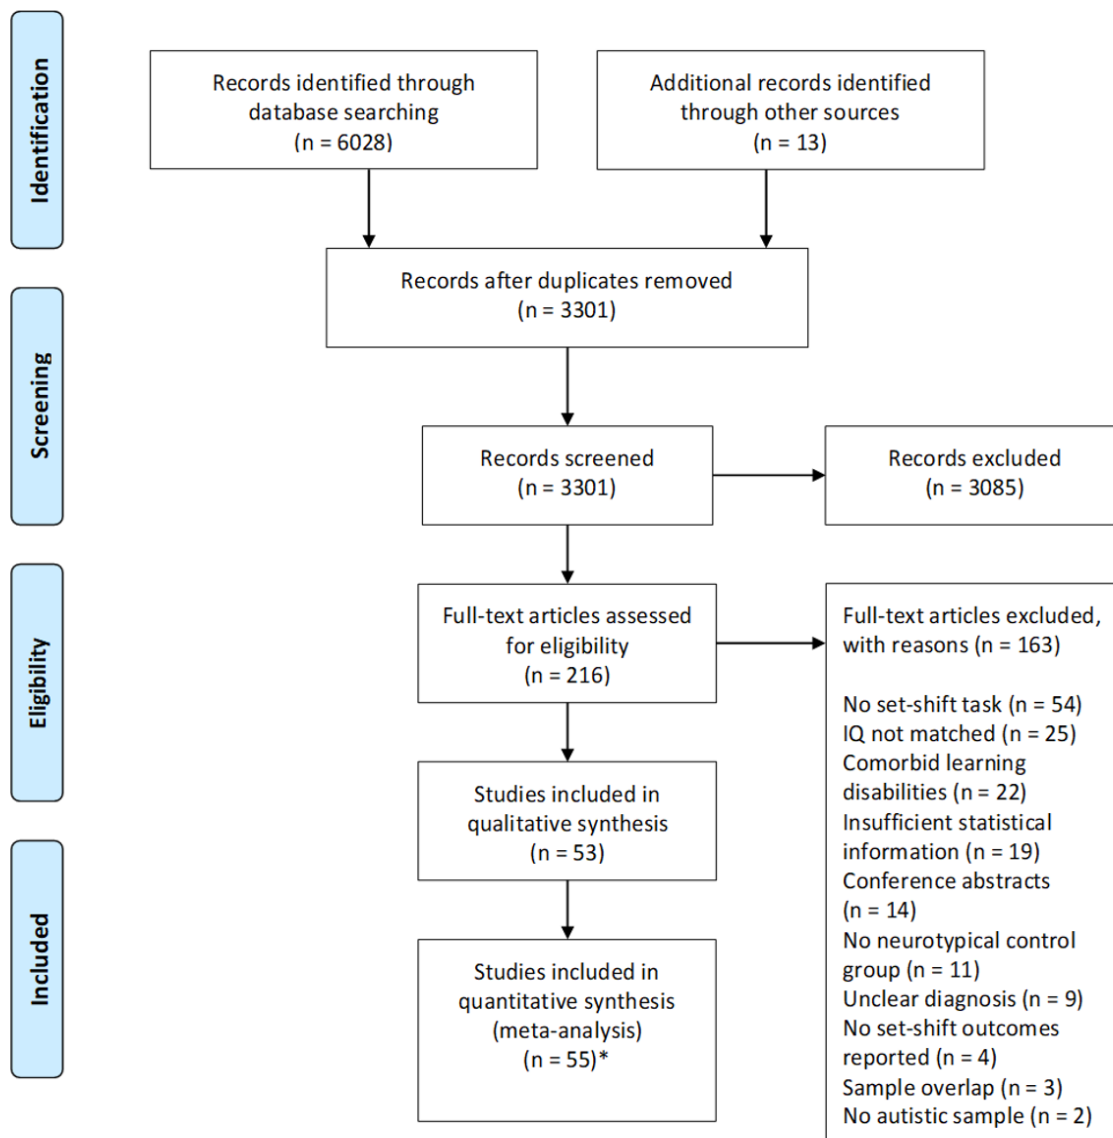 Identification
Records identified through
database searching
(n = 6028)
Additional records identified
through other sources
(n = 13)
Records after duplicates removed
(n = 3301)
Screening
Records screened
(n = 3301)
Records excluded
(n = 3085)
Eligibility
Full-text articles assessed
for eligibility
(n = 216)
Full-text articles excluded,
with reasons (n = 163)
No set-shift task (n = 54)
IQ not matched (n = 25)
Comorbid learning
disabilities (n = 22)
Insufficient statistical
information (n = 19)
Conference abstracts
(n = 14)
No neurotypical control
group (n = 11)
Unclear diagnosis (n = 9)
No set-shift outcomes
reported (n = 4)
Sample overlap (n = 3)
No autistic sample (n = 2)
Studies included in
qualitative synthesis
(n = 53)
Included
Studies included in
quantitative synthesis
(meta-analysis)
(n = 55)*